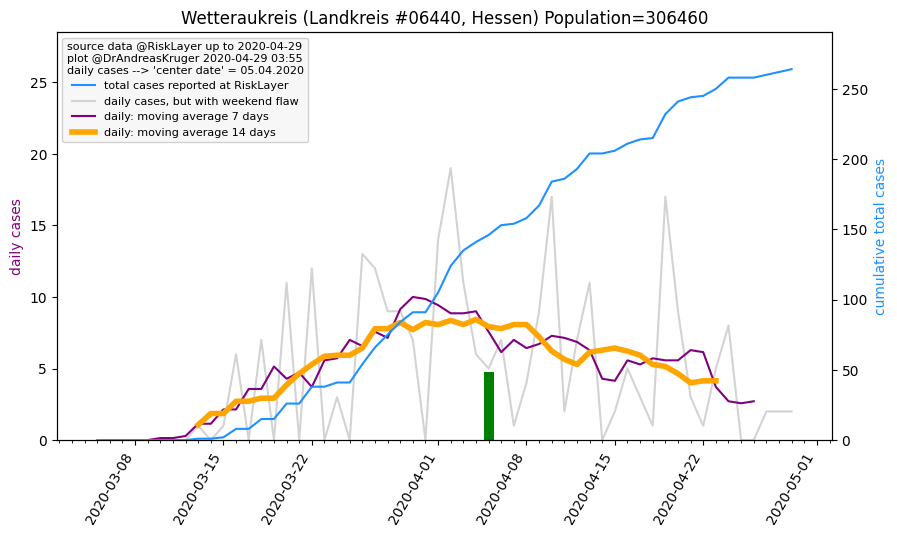 Wetteraukreis (Landkreis #06440, Hessen) Population=306460
source data @RiskLayer up to 2020-04-29
plot @DrAndreasKruger 2020-04-29 03:55
daily cases --> 'center date' = 05.04.2020
total cases reported at RiskLayer
daily cases, but with weekend flaw
daily: moving average 7 days
daily: moving average 14 days
daily cases
25
20
15
10
5
0
cumulative total cases
250
200
150
100
50
0
2020-03-08
2020-03-15
2020-03-22
2020-04-01
2020-04-08
2020-04-15
2020-04-22
2020-05-01